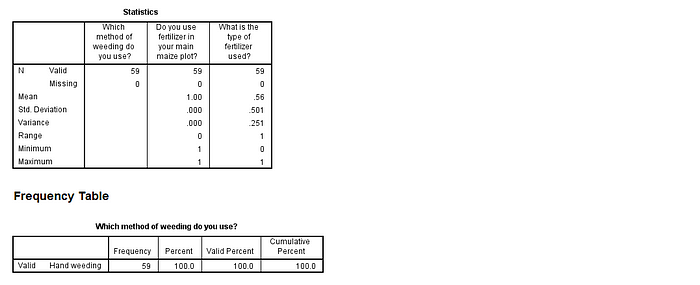 Statistics
Which method of weeding do you use? Do you use fertilizer in your main maize plot? What is the type of fertilizer used?
N Valid 59 59 59
Missing 0 0 0
Mean 1.00 .56
Std. Deviation .000 .501
Variance .000 .251
Range 0 1
Minimum 1 0
Maximum 1 1
Frequency Table
Which method of weeding do you use?
Frequency Percent Valid Percent Cumulative Percent
Valid Hand weeding 59 100.0 100.0 100.0